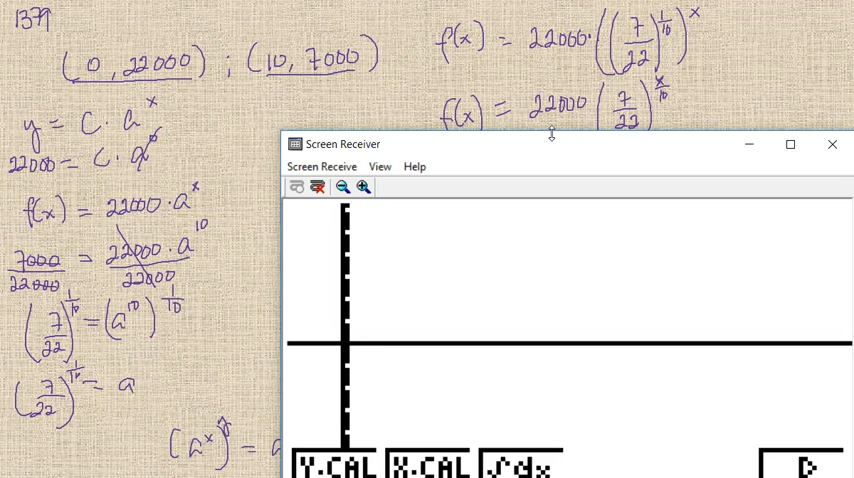 1379
(0, 22000) ; (10, 7000)
y = C · a^x
22000 = C · a^0
f(x) = 22000 · a^x
7000/22000 = 22000 · a^10/22000
(7/22)^1/10 = (a^10)^1/10
(7/22)^1/10 = a
(a^x)^y = a
f(x) = 22000 · ((7/22)^1/10)^x
f(x) = 22000 (7/22)^x/10
Screen Receiver
Screen Receive View Help
Y-CAL X-CAL ∫dx D